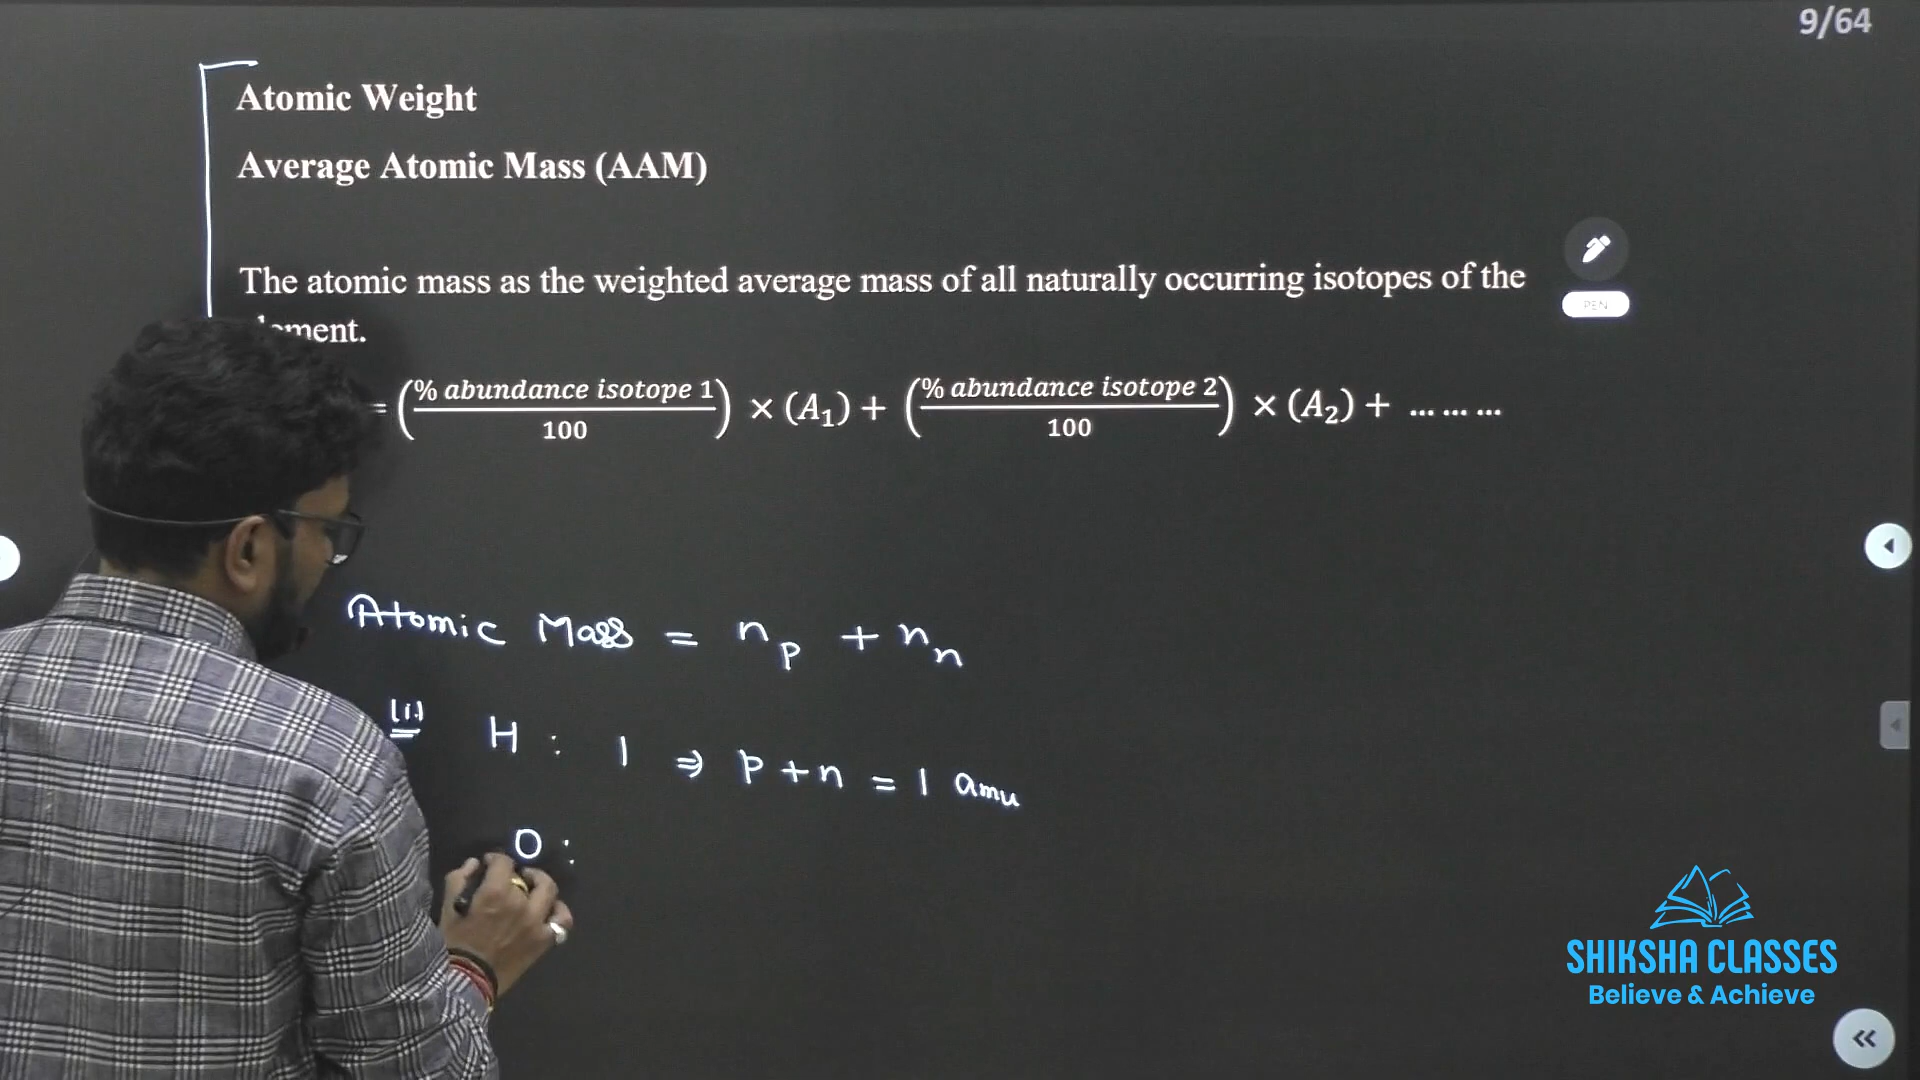 9/64
Atomic Weight
Average Atomic Mass (AAM)
The atomic mass as the weighted average mass of all naturally occurring isotopes of the
ment.
= (% abundance isotope 1 / 100) × (A₁) + (% abundance isotope 2 / 100) × (A₂) + ... ... ...
PEN
Atomic Mass = nₚ + nₙ
(i) H : 1 ⇒ p + n = 1 amu
O :
SHIKSHA CLASSES
Believe & Achieve